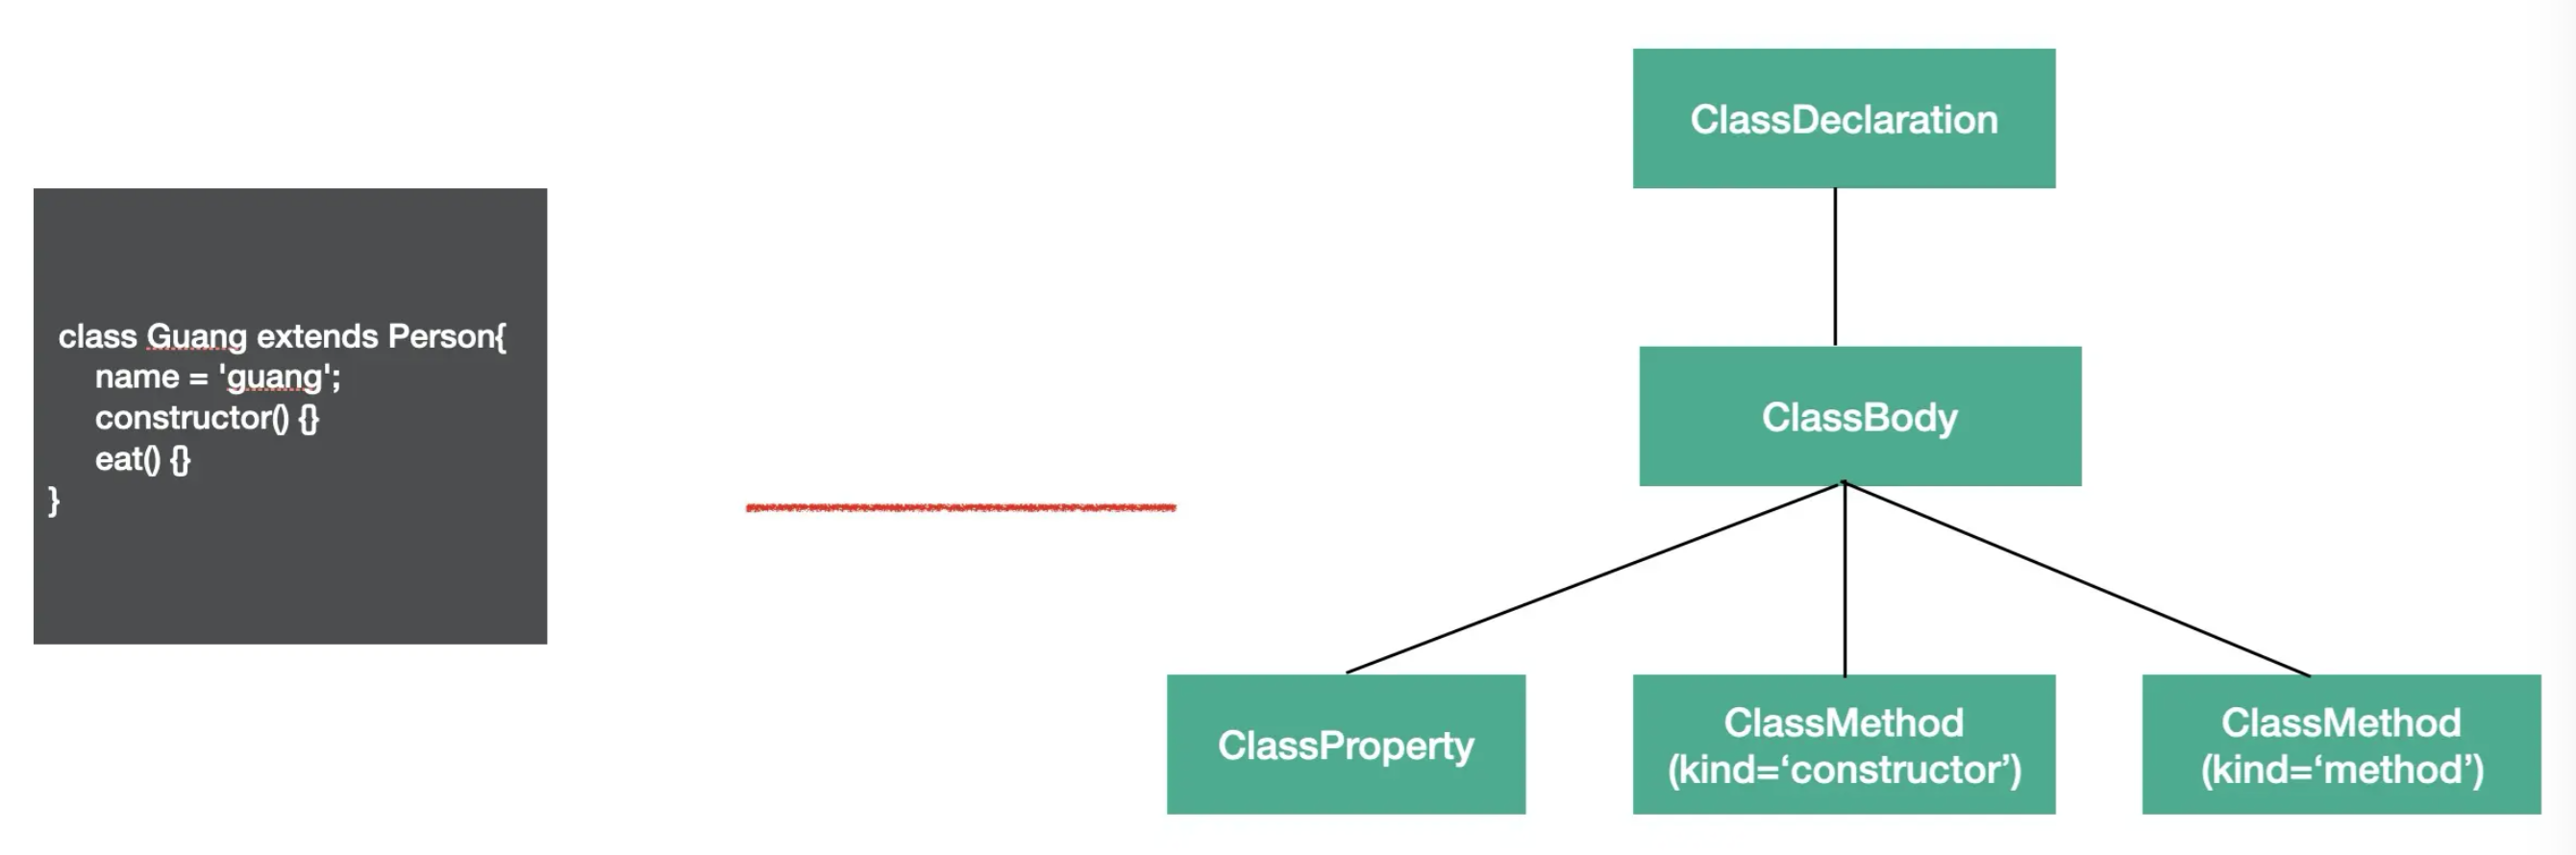 class Guang extends Person{
name = 'guang';
constructor() {}
eat() {}
}
ClassDeclaration
ClassBody
ClassProperty
ClassMethod
(kind=‘constructor’)
ClassMethod
(kind=‘method’)